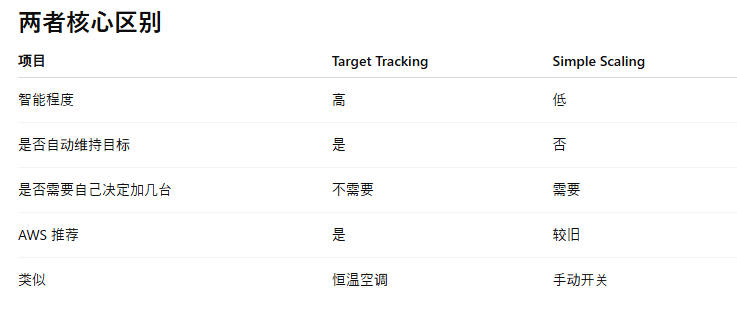 两者核心区别
项目 Target Tracking Simple Scaling
智能程度 高 低
是否自动维持目标 是 否
是否需要自己决定加几台 不需要 需要
AWS 推荐 是 较旧
类似 恒温空调 手动开关